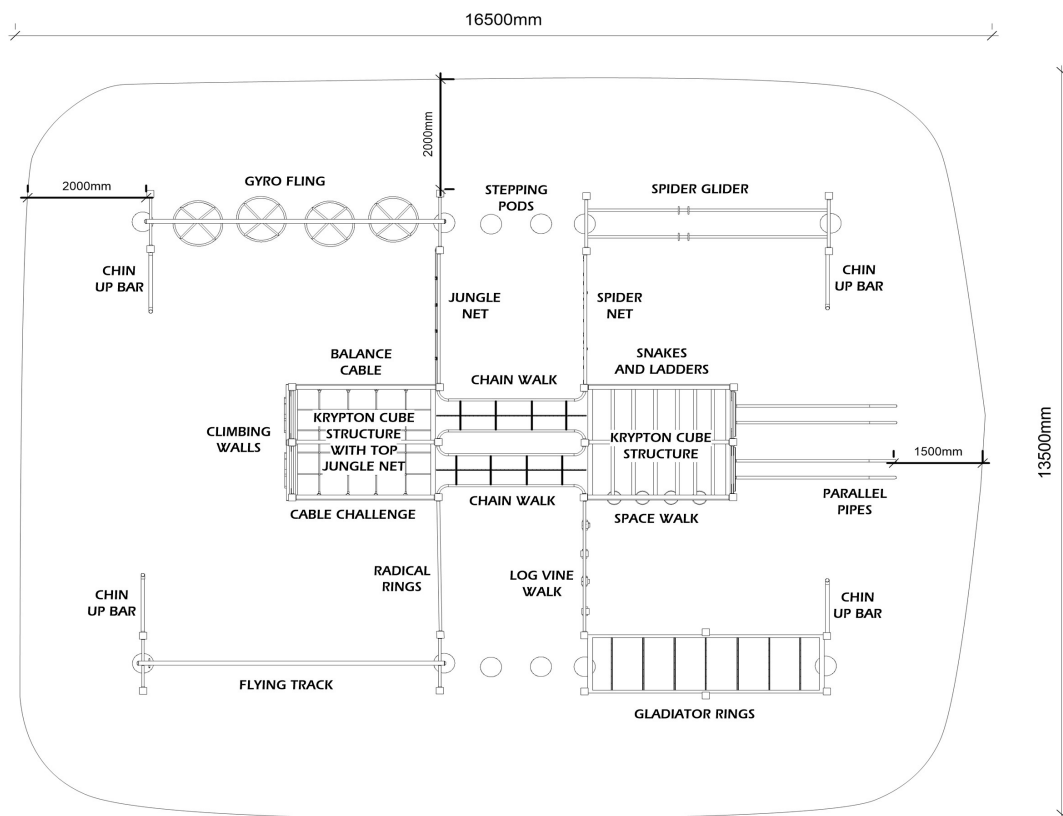 16500mm
2000mm
2000mm
GYRO FLING
STEPPING
PODS
SPIDER GLIDER
CHIN
UP BAR
JUNGLE
NET
SPIDER
NET
CHIN
UP BAR
BALANCE
CABLE
CHAIN WALK
SNAKES
AND LADDERS
CLIMBING
WALLS
KRYPTON CUBE
STRUCTURE
WITH TOP
JUNGLE NET
KRYPTON CUBE
STRUCTURE
1500mm
13500mm
CABLE CHALLENGE
CHAIN WALK
SPACE WALK
PARALLEL
PIPES
RADICAL
RINGS
LOG VINE
WALK
CHIN
UP BAR
CHIN
UP BAR
FLYING TRACK
GLADIATOR RINGS